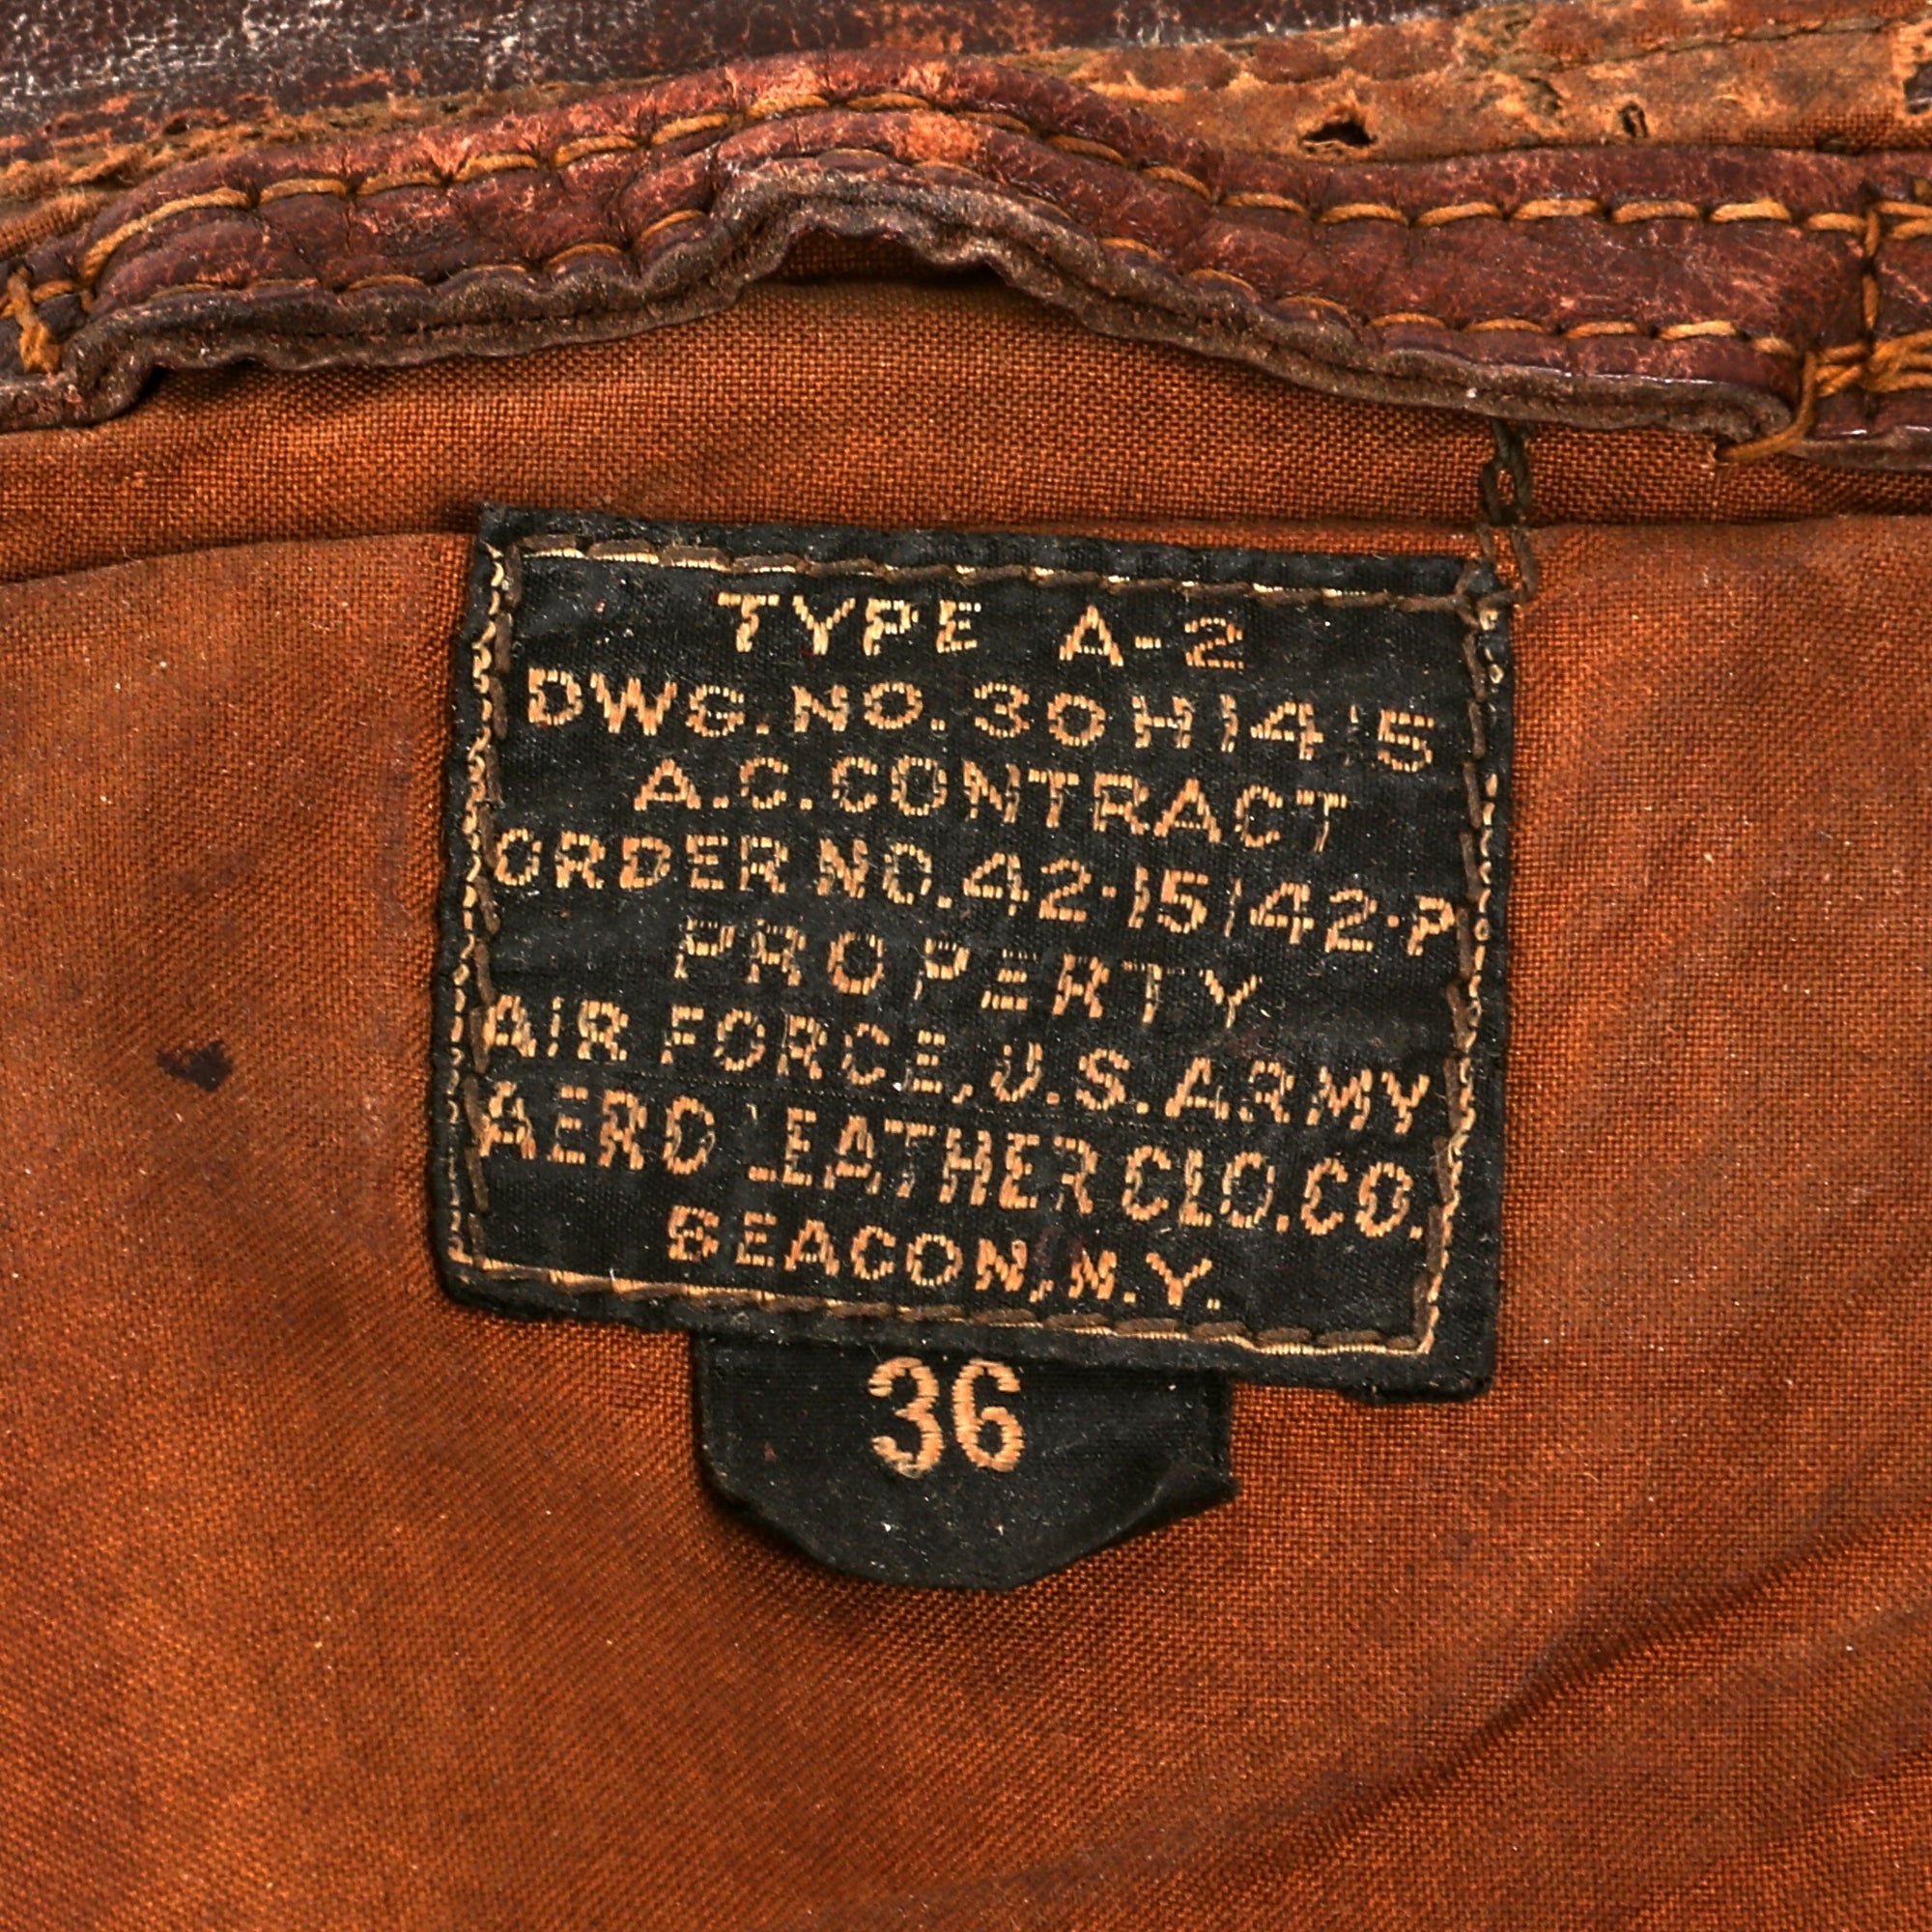 TYPE A-2
DWG. NO. 30H1415
A.C. CONTRACT
ORDER NO. 42-15142-P
PROPERTY
AIR FORCE, U.S. ARMY
AERO LEATHER CLO. CO.
BEACON, N.Y.
36